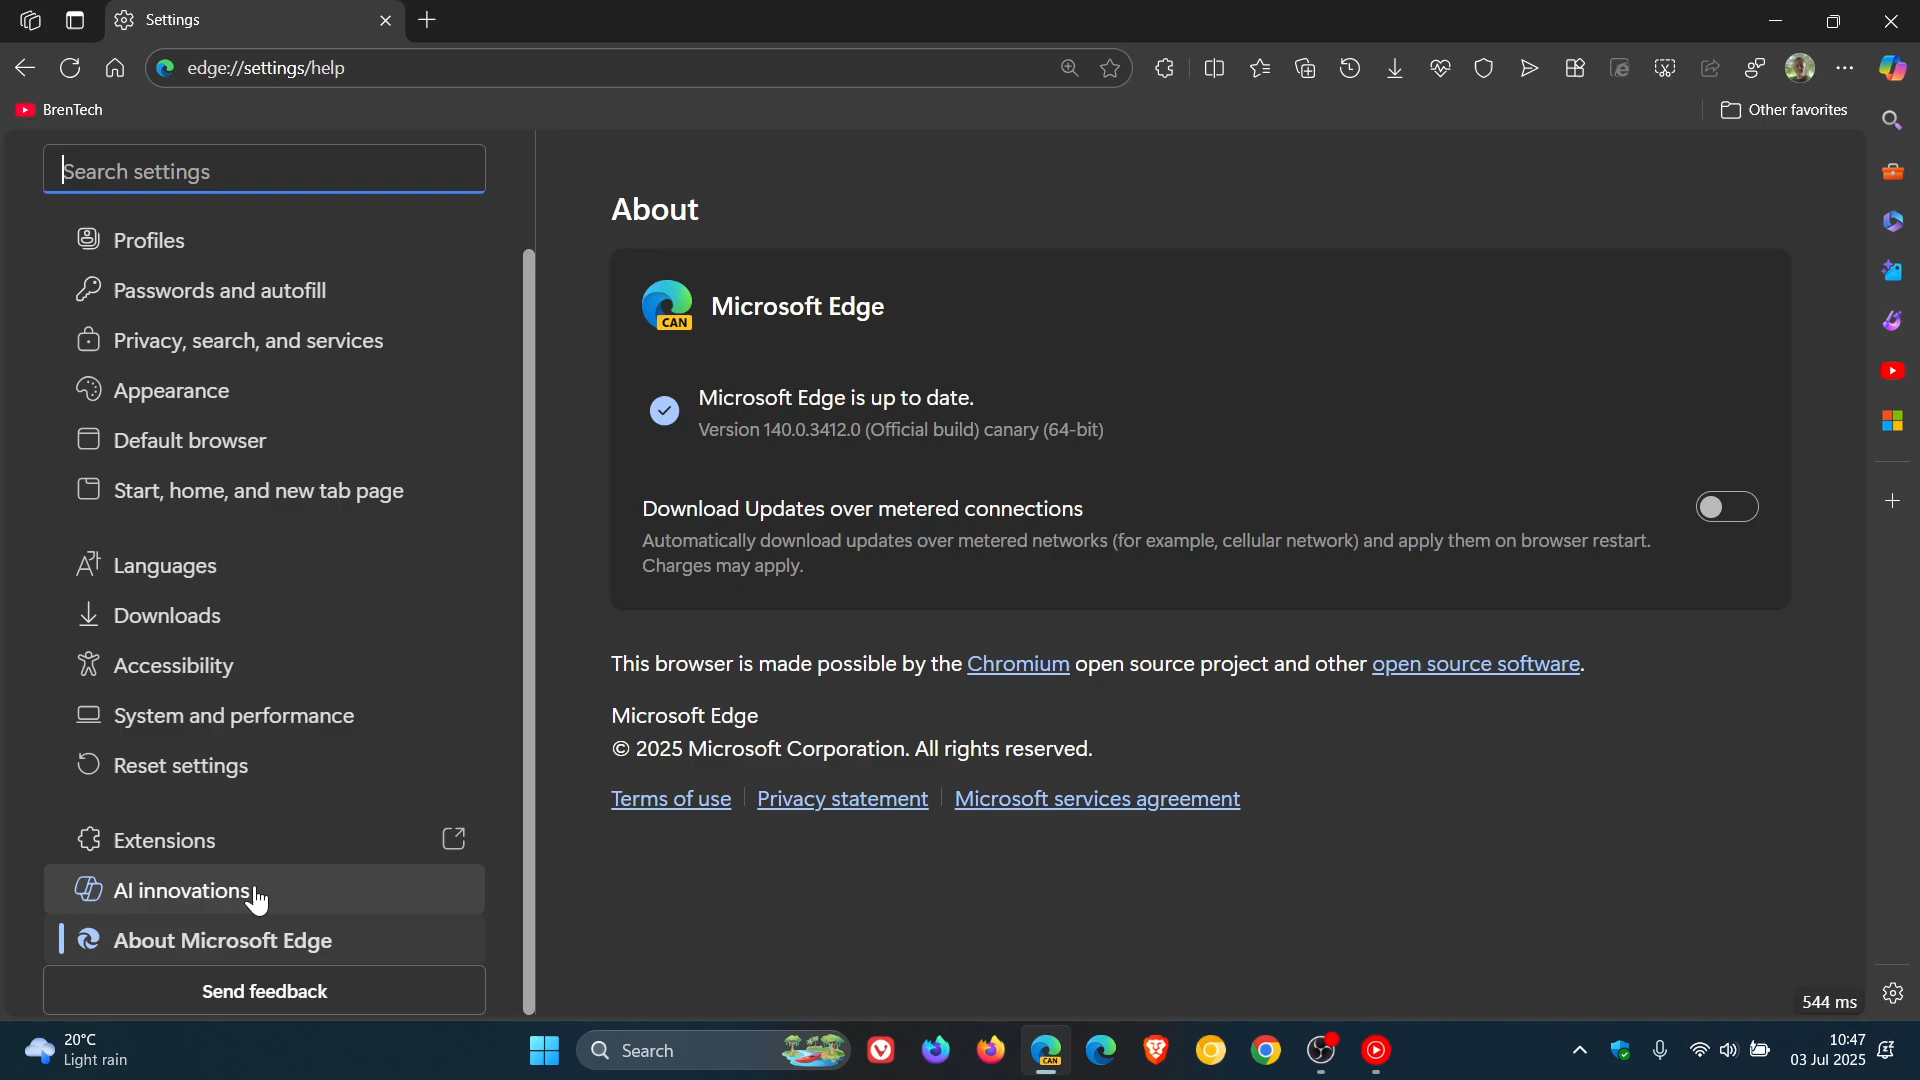 Settings
edge://settings/help
BrenTech
Other favorites
Search settings
Profiles
Passwords and autofill
Privacy, search, and services
Appearance
Default browser
Start, home, and new tab page
Languages
Downloads
Accessibility
System and performance
Reset settings
Extensions
AI innovations
About Microsoft Edge
Send feedback
About
CAN
Microsoft Edge
Microsoft Edge is up to date.
Version 140.0.3412.0 (Official build) canary (64-bit)
Download Updates over metered connections
Automatically download updates over metered networks (for example, cellular network) and apply them on browser restart.
Charges may apply.
This browser is made possible by the Chromium open source project and other open source software.
Microsoft Edge
© 2025 Microsoft Corporation. All rights reserved.
Terms of use
Privacy statement
Microsoft services agreement
544 ms
20°C
Light rain
Search
CAN
10:47
03 Jul 2025